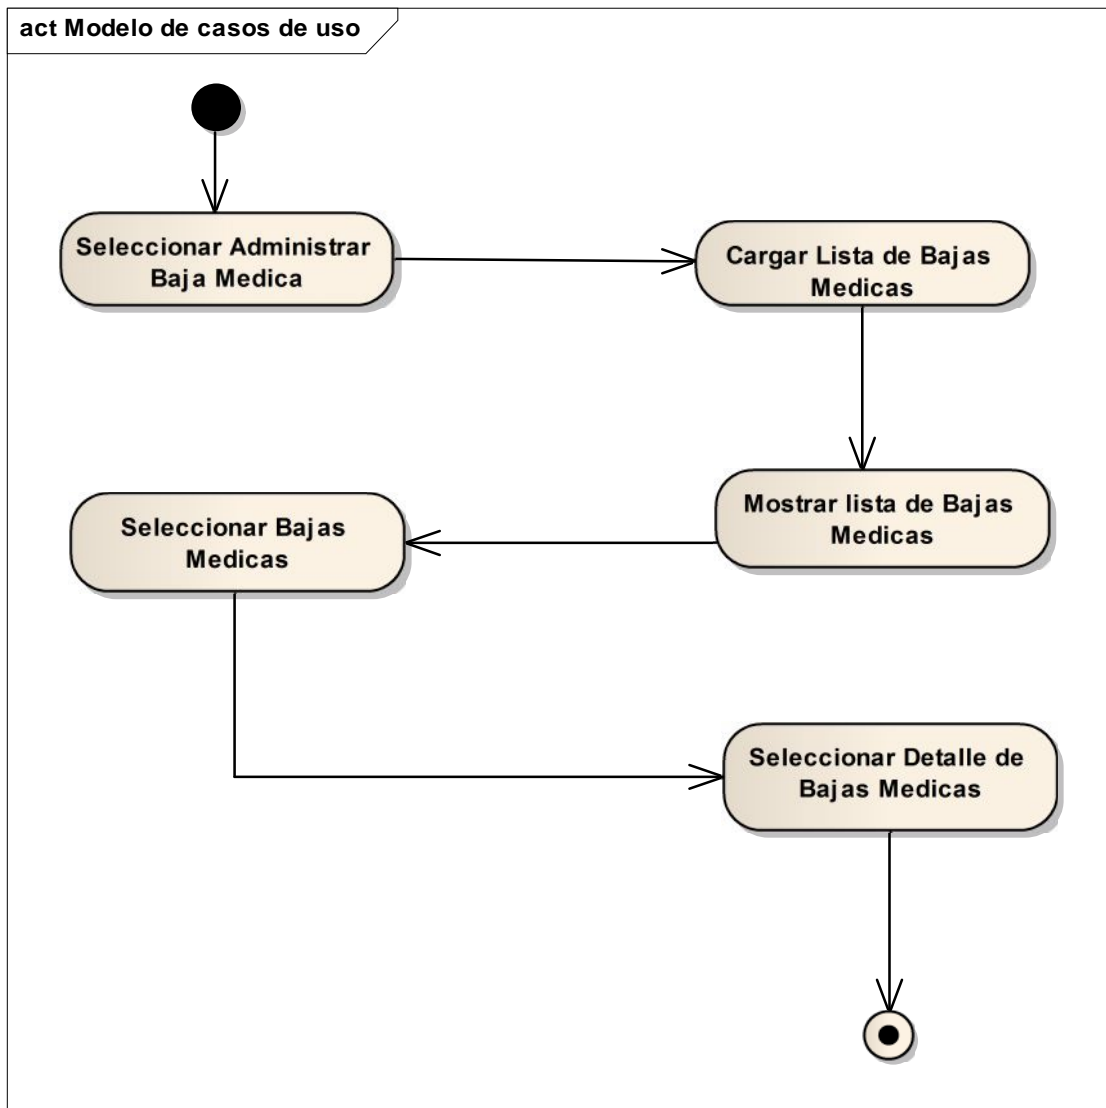 act Modelo de casos de uso
Seleccionar Administrar
Baja Medica
Cargar Lista de Bajas
Medicas
Mostrar lista de Bajas
Medicas
Seleccionar Bajas
Medicas
Seleccionar Detalle de
Bajas Medicas